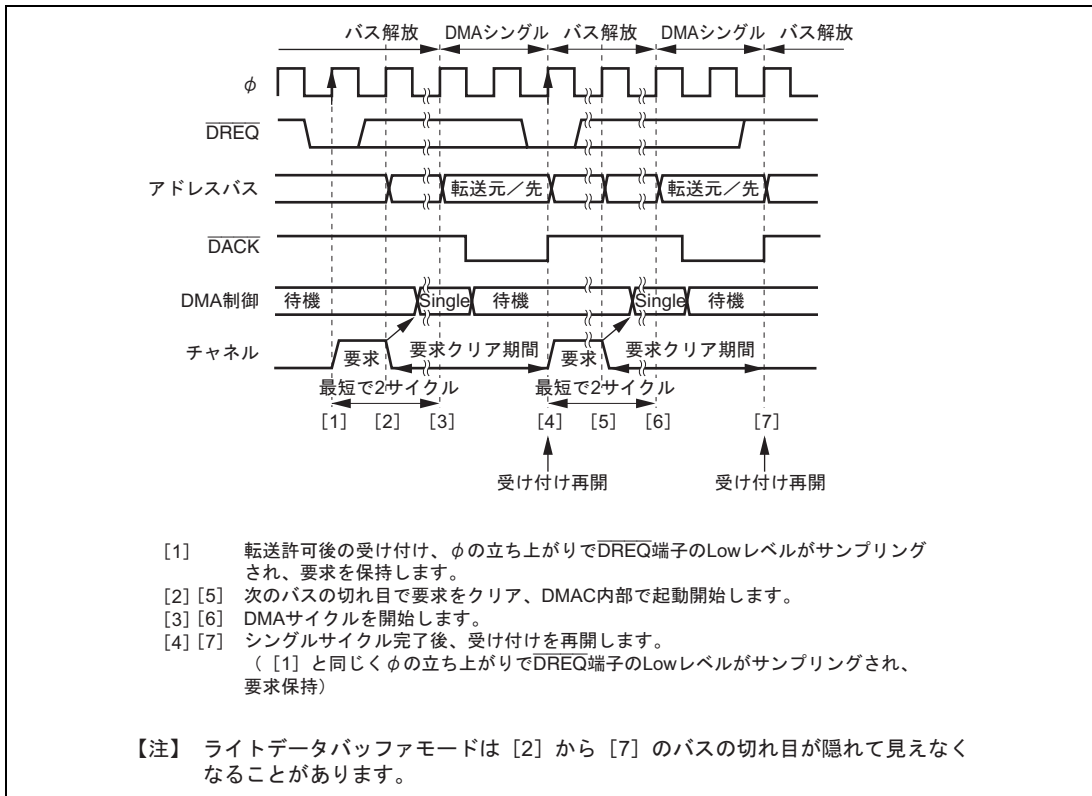 バス解放 DMAシングル バス解放 DMAシングル バス解放
φ
DREQ
アドレスバス 転送元／先 転送元／先
DACK
DMA制御 待機 Single 待機 Single 待機
チャネル 要求 要求クリア期間 要求 要求クリア期間
最短で2サイクル 最短で2サイクル
［1］ ［2］ ［3］ ［4］ ［5］ ［6］ ［7］
受け付け再開 受け付け再開
［1］ 転送許可後の受け付け、φの立ち上がりでDREQ端子のLowレベルがサンプリング
され、要求を保持します。
［2］［5］ 次のバスの切れ目で要求をクリア、DMAC内部で起動開始します。
［3］［6］ DMAサイクルを開始します。
［4］［7］ シングルサイクル完了後、受け付けを再開します。
（［1］と同じくφの立ち上がりでDREQ端子のLowレベルがサンプリングされ、
要求保持）
【注】 ライトデータバッファモードは［2］から［7］のバスの切れ目が隠れて見えなく
なることがあります。